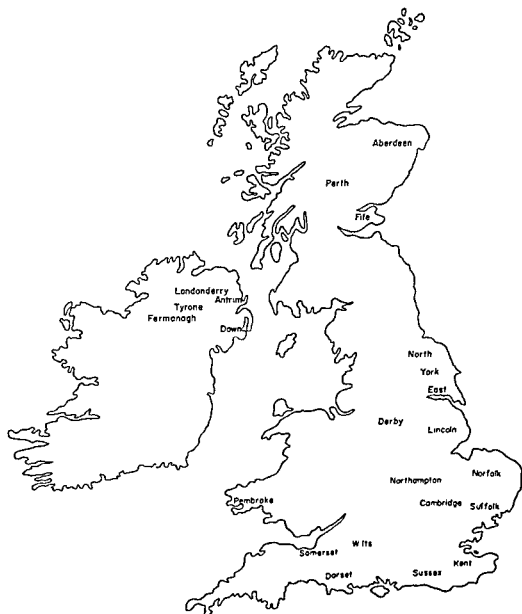 Aberdeen
Perth
Fife
Londonderry
Antrim
Tyrone
Fermanagh
Down
North
York
East
Derby
Lincoln
Norfolk
Northampton
Cambridge
Suffolk
Pembroke
Wilts
Somerset
Kent
Dorset
Sussex